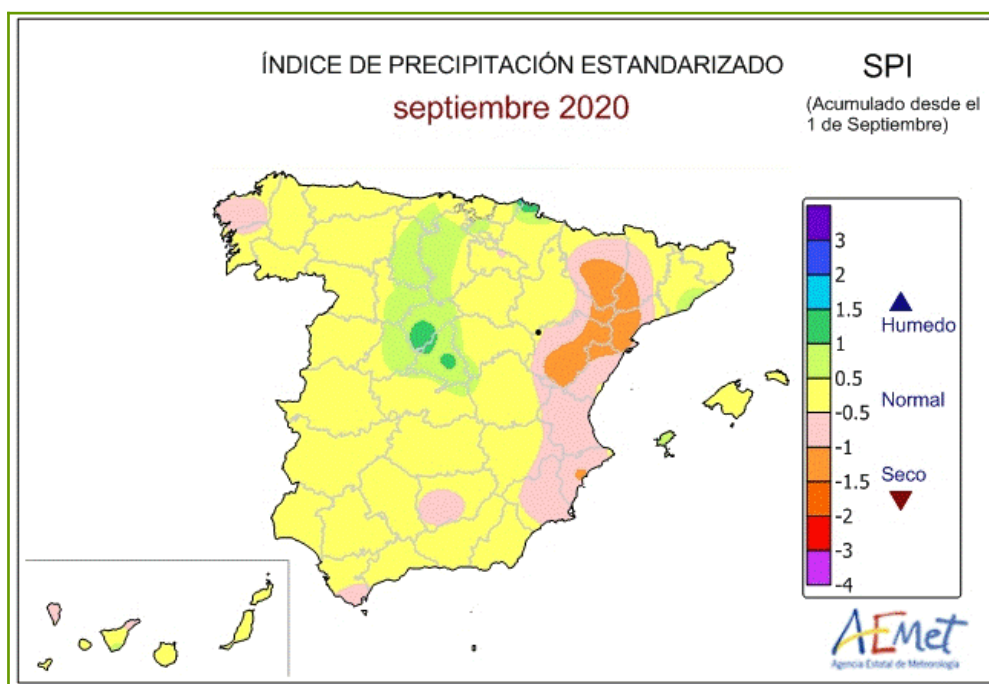 ÍNDICE DE PRECIPITACIÓN ESTANDARIZADO
septiembre 2020
SPI
(Acumulado desde el
1 de Septiembre)
3
2
1.5
1
0.5
-0.5
-1
-1.5
-2
-3
-4
Humedo
Normal
Seco
AEMet
Agencia Estatal de Meteorología